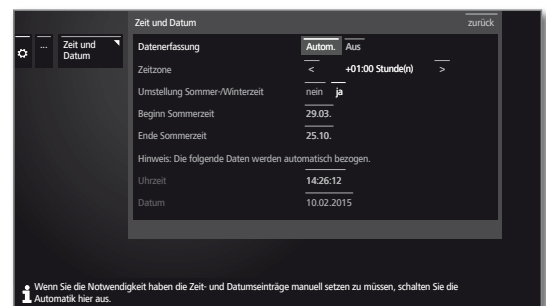 Zeit und Datum zurück
... Zeit und
Datum
Datenerfassung Autom. Aus
Zeitzone < +01:00 Stunde(n) >
Umstellung Sommer-/Winterzeit nein ja
Beginn Sommerzeit 29.03.
Ende Sommerzeit 25.10.
Hinweis: Die folgende Daten werden automatisch bezogen.
Uhrzeit 14:26:12
Datum 10.02.2015
Wenn Sie die Notwendigkeit haben die Zeit- und Datumseinträge manuell setzen zu müssen, schalten Sie die
Automatik hier aus.